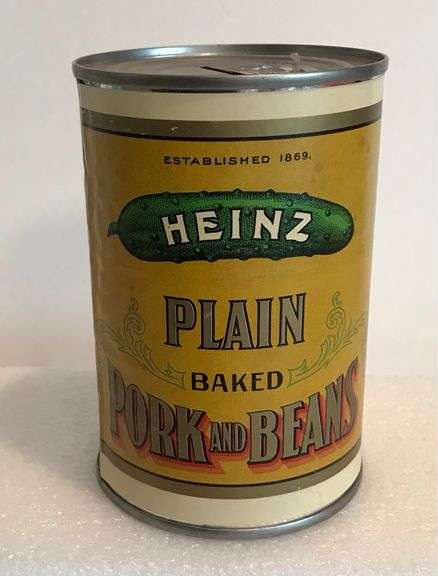 ESTABLISHED 1869.
HEINZ
PLAIN
BAKED
PORK AND BEANS